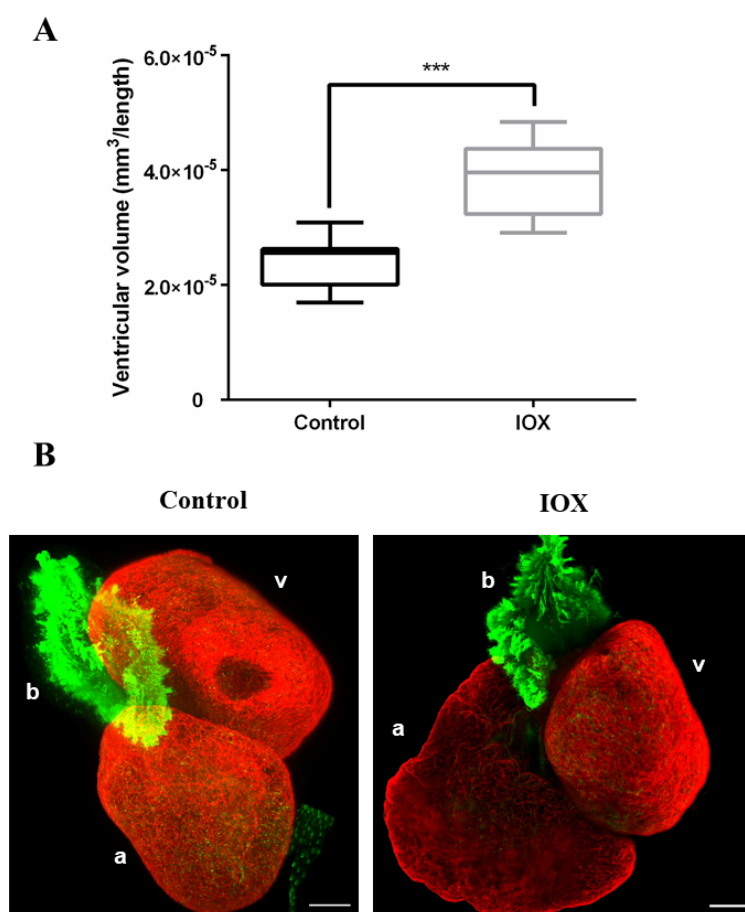 A
Ventricular volume (mm³/length)
6.0×10⁻⁵
4.0×10⁻⁵
2.0×10⁻⁵
0
***
Control
IOX
B
Control
IOX
v
b
a
b
v
a